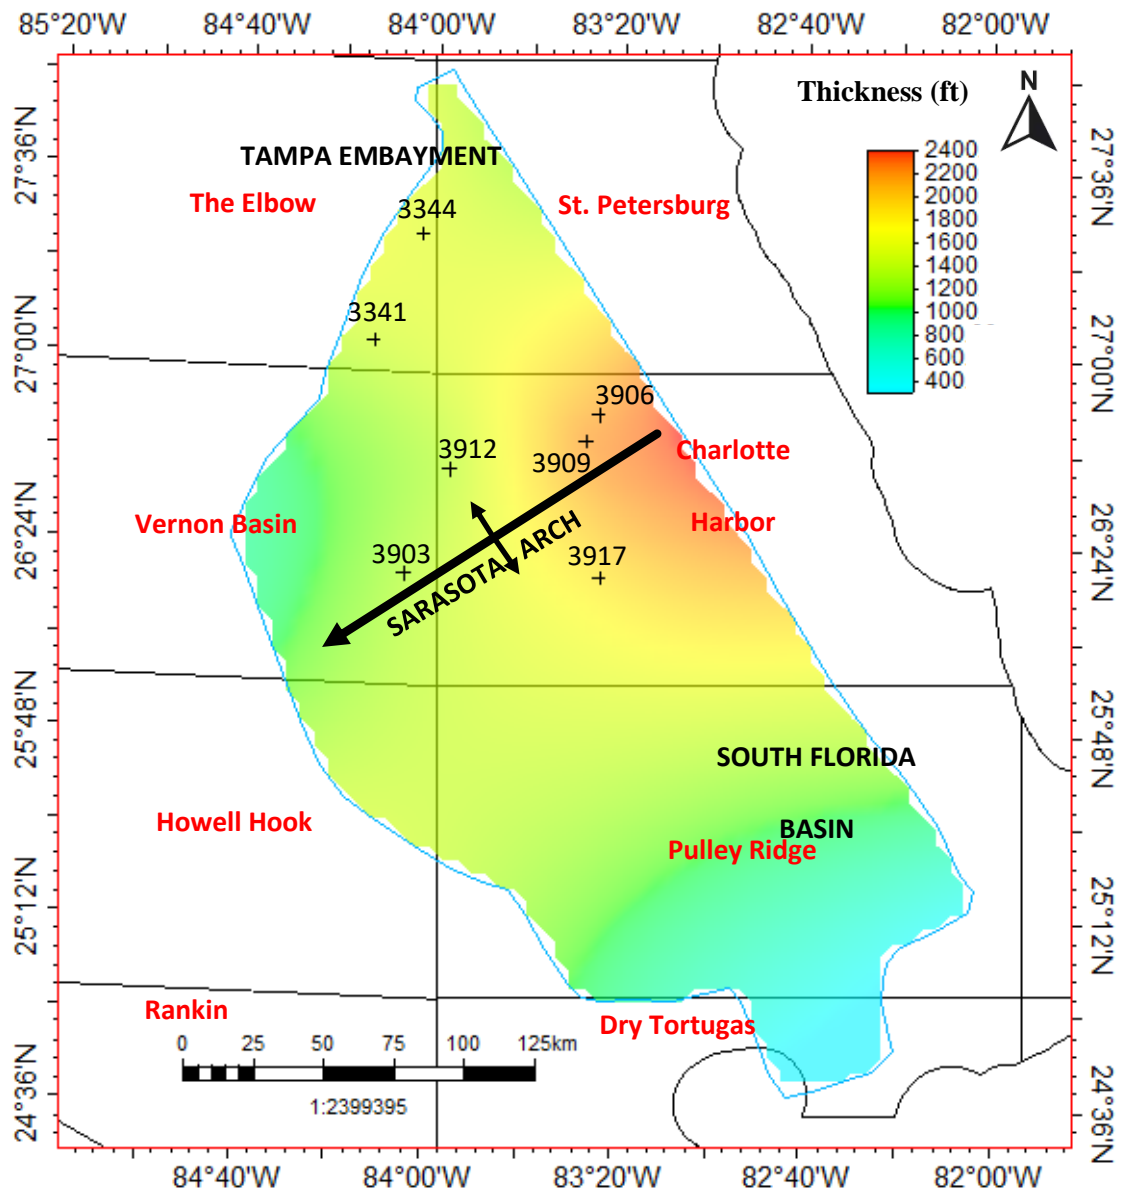 85°20'W 84°40'W 84°00'W 83°20'W 82°40'W 82°00'W
Thickness (ft)
N
2400
2200
2000
1800
1600
1400
1200
1000
800
600
400
27°36'N
27°36'N
TAMPA EMBAYMENT
The Elbow
St. Petersburg
3344
3341
27°00'N
27°00'N
3906
3912
3909
Charlotte
Harbor
Vernon Basin
26°24'N
26°24'N
3903
3917
SARASOTA ARCH
25°48'N
25°48'N
SOUTH FLORIDA
BASIN
Howell Hook
Pulley Ridge
25°12'N
25°12'N
Rankin
Dry Tortugas
0 25 50 75 100 125km
1:2399395
24°36'N
24°36'N
84°40'W 84°00'W 83°20'W 82°40'W 82°00'W